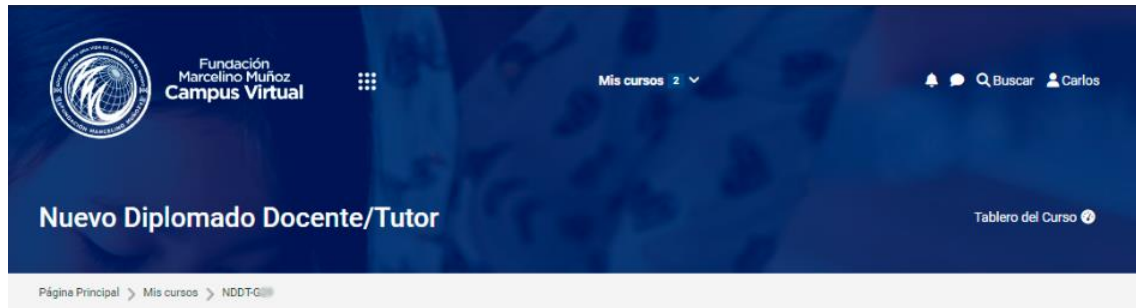 Fundación
Marcelino Muñoz
Campus Virtual
Mis cursos 2
Buscar Carlos
Nuevo Diplomado Docente/Tutor
Tablero del Curso
Página Principal > Mis cursos > NDDT-G